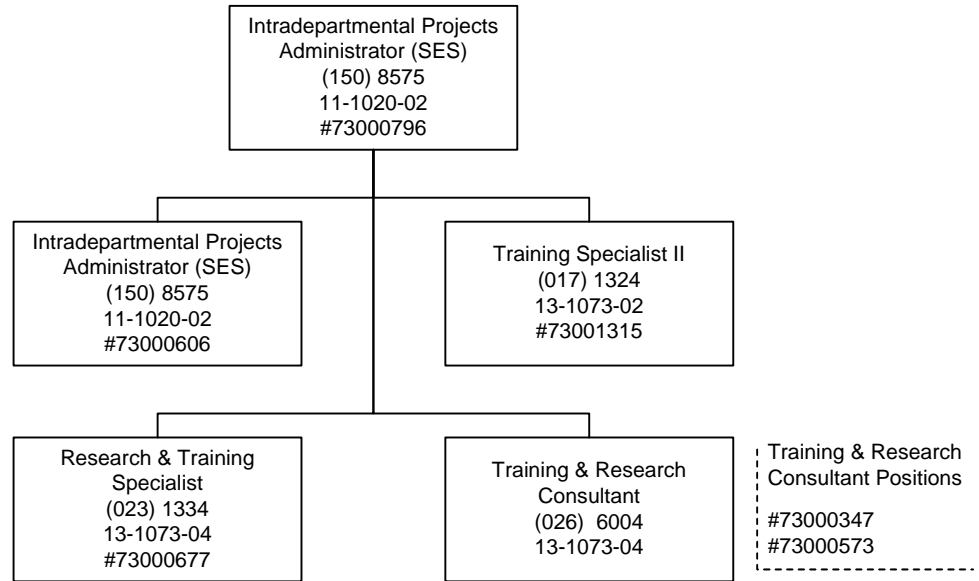 Intradepartmental Projects
Administrator (SES)
(150) 8575
11-1020-02
#73000796
Intradepartmental Projects
Administrator (SES)
(150) 8575
11-1020-02
#73000606
Training Specialist II
(017) 1324
13-1073-02
#73001315
Research & Training
Specialist
(023) 1334
13-1073-04
#73000677
Training & Research
Consultant
(026) 6004
13-1073-04
Training & Research
Consultant Positions
#73000347
#73000573